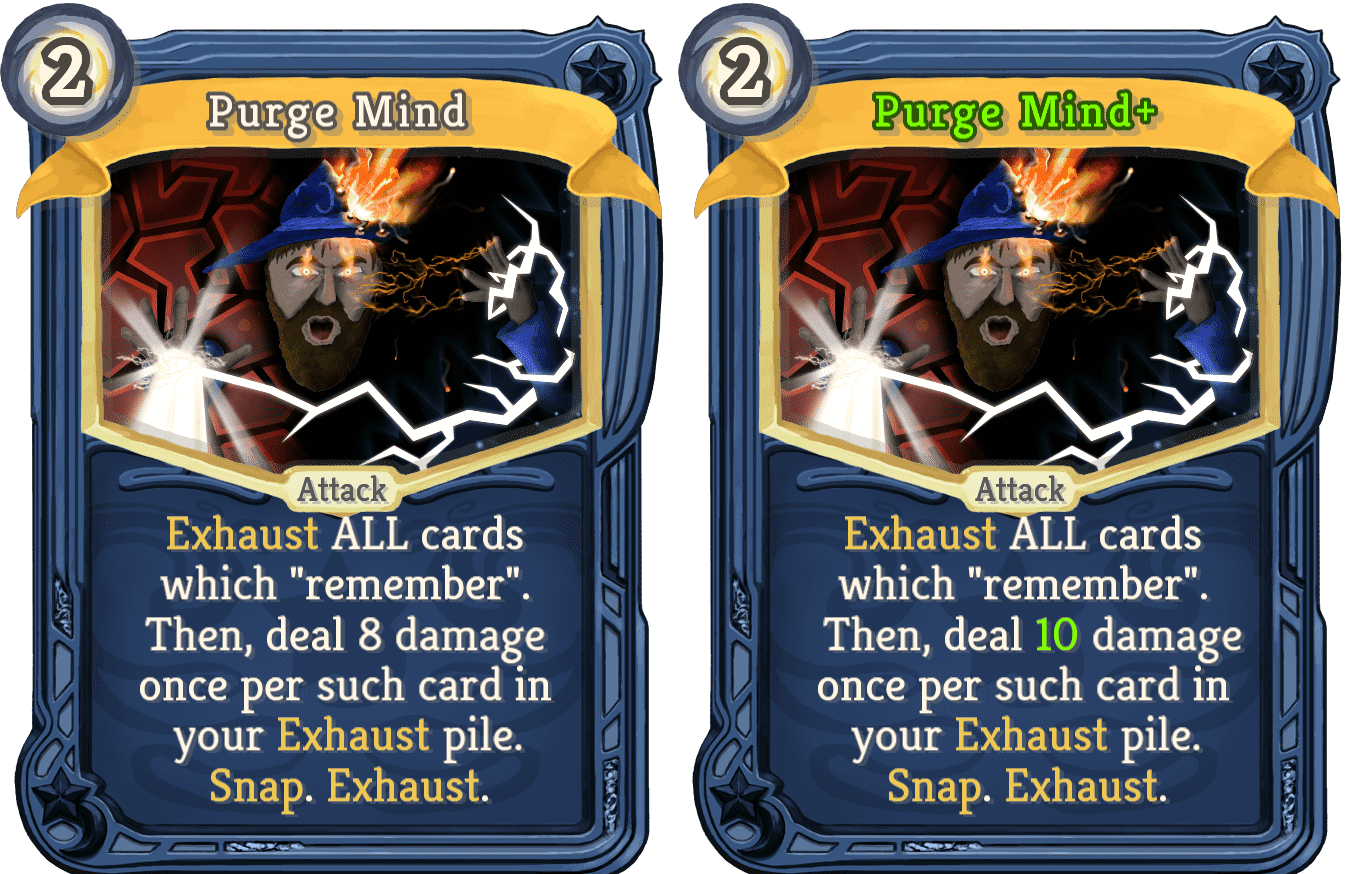 2
Purge Mind
Attack
Exhaust ALL cards
which "remember".
Then, deal 8 damage
once per such card in
your Exhaust pile.
Snap. Exhaust.
2
Purge Mind+
Attack
Exhaust ALL cards
which "remember".
Then, deal 10 damage
once per such card in
your Exhaust pile.
Snap. Exhaust.